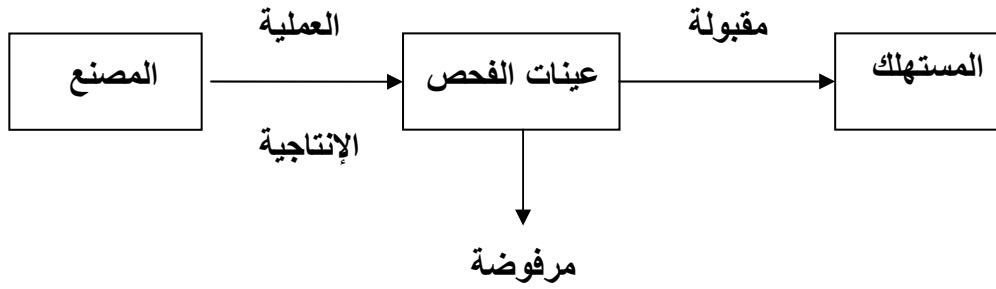 المصنع
العملية
الإنتاجية
عينات الفحص
مقبولة
المستهلك
مرفوضة